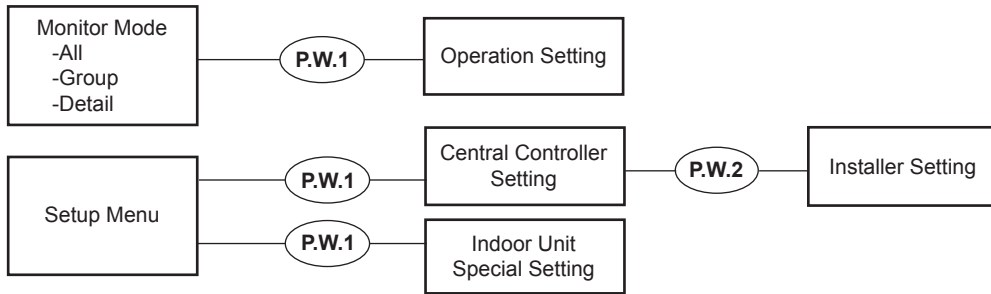 Monitor Mode
-All
-Group
-Detail
P.W.1
Operation Setting
Setup Menu
P.W.1
Central Controller
Setting
P.W.2
Installer Setting
P.W.1
Indoor Unit
Special Setting